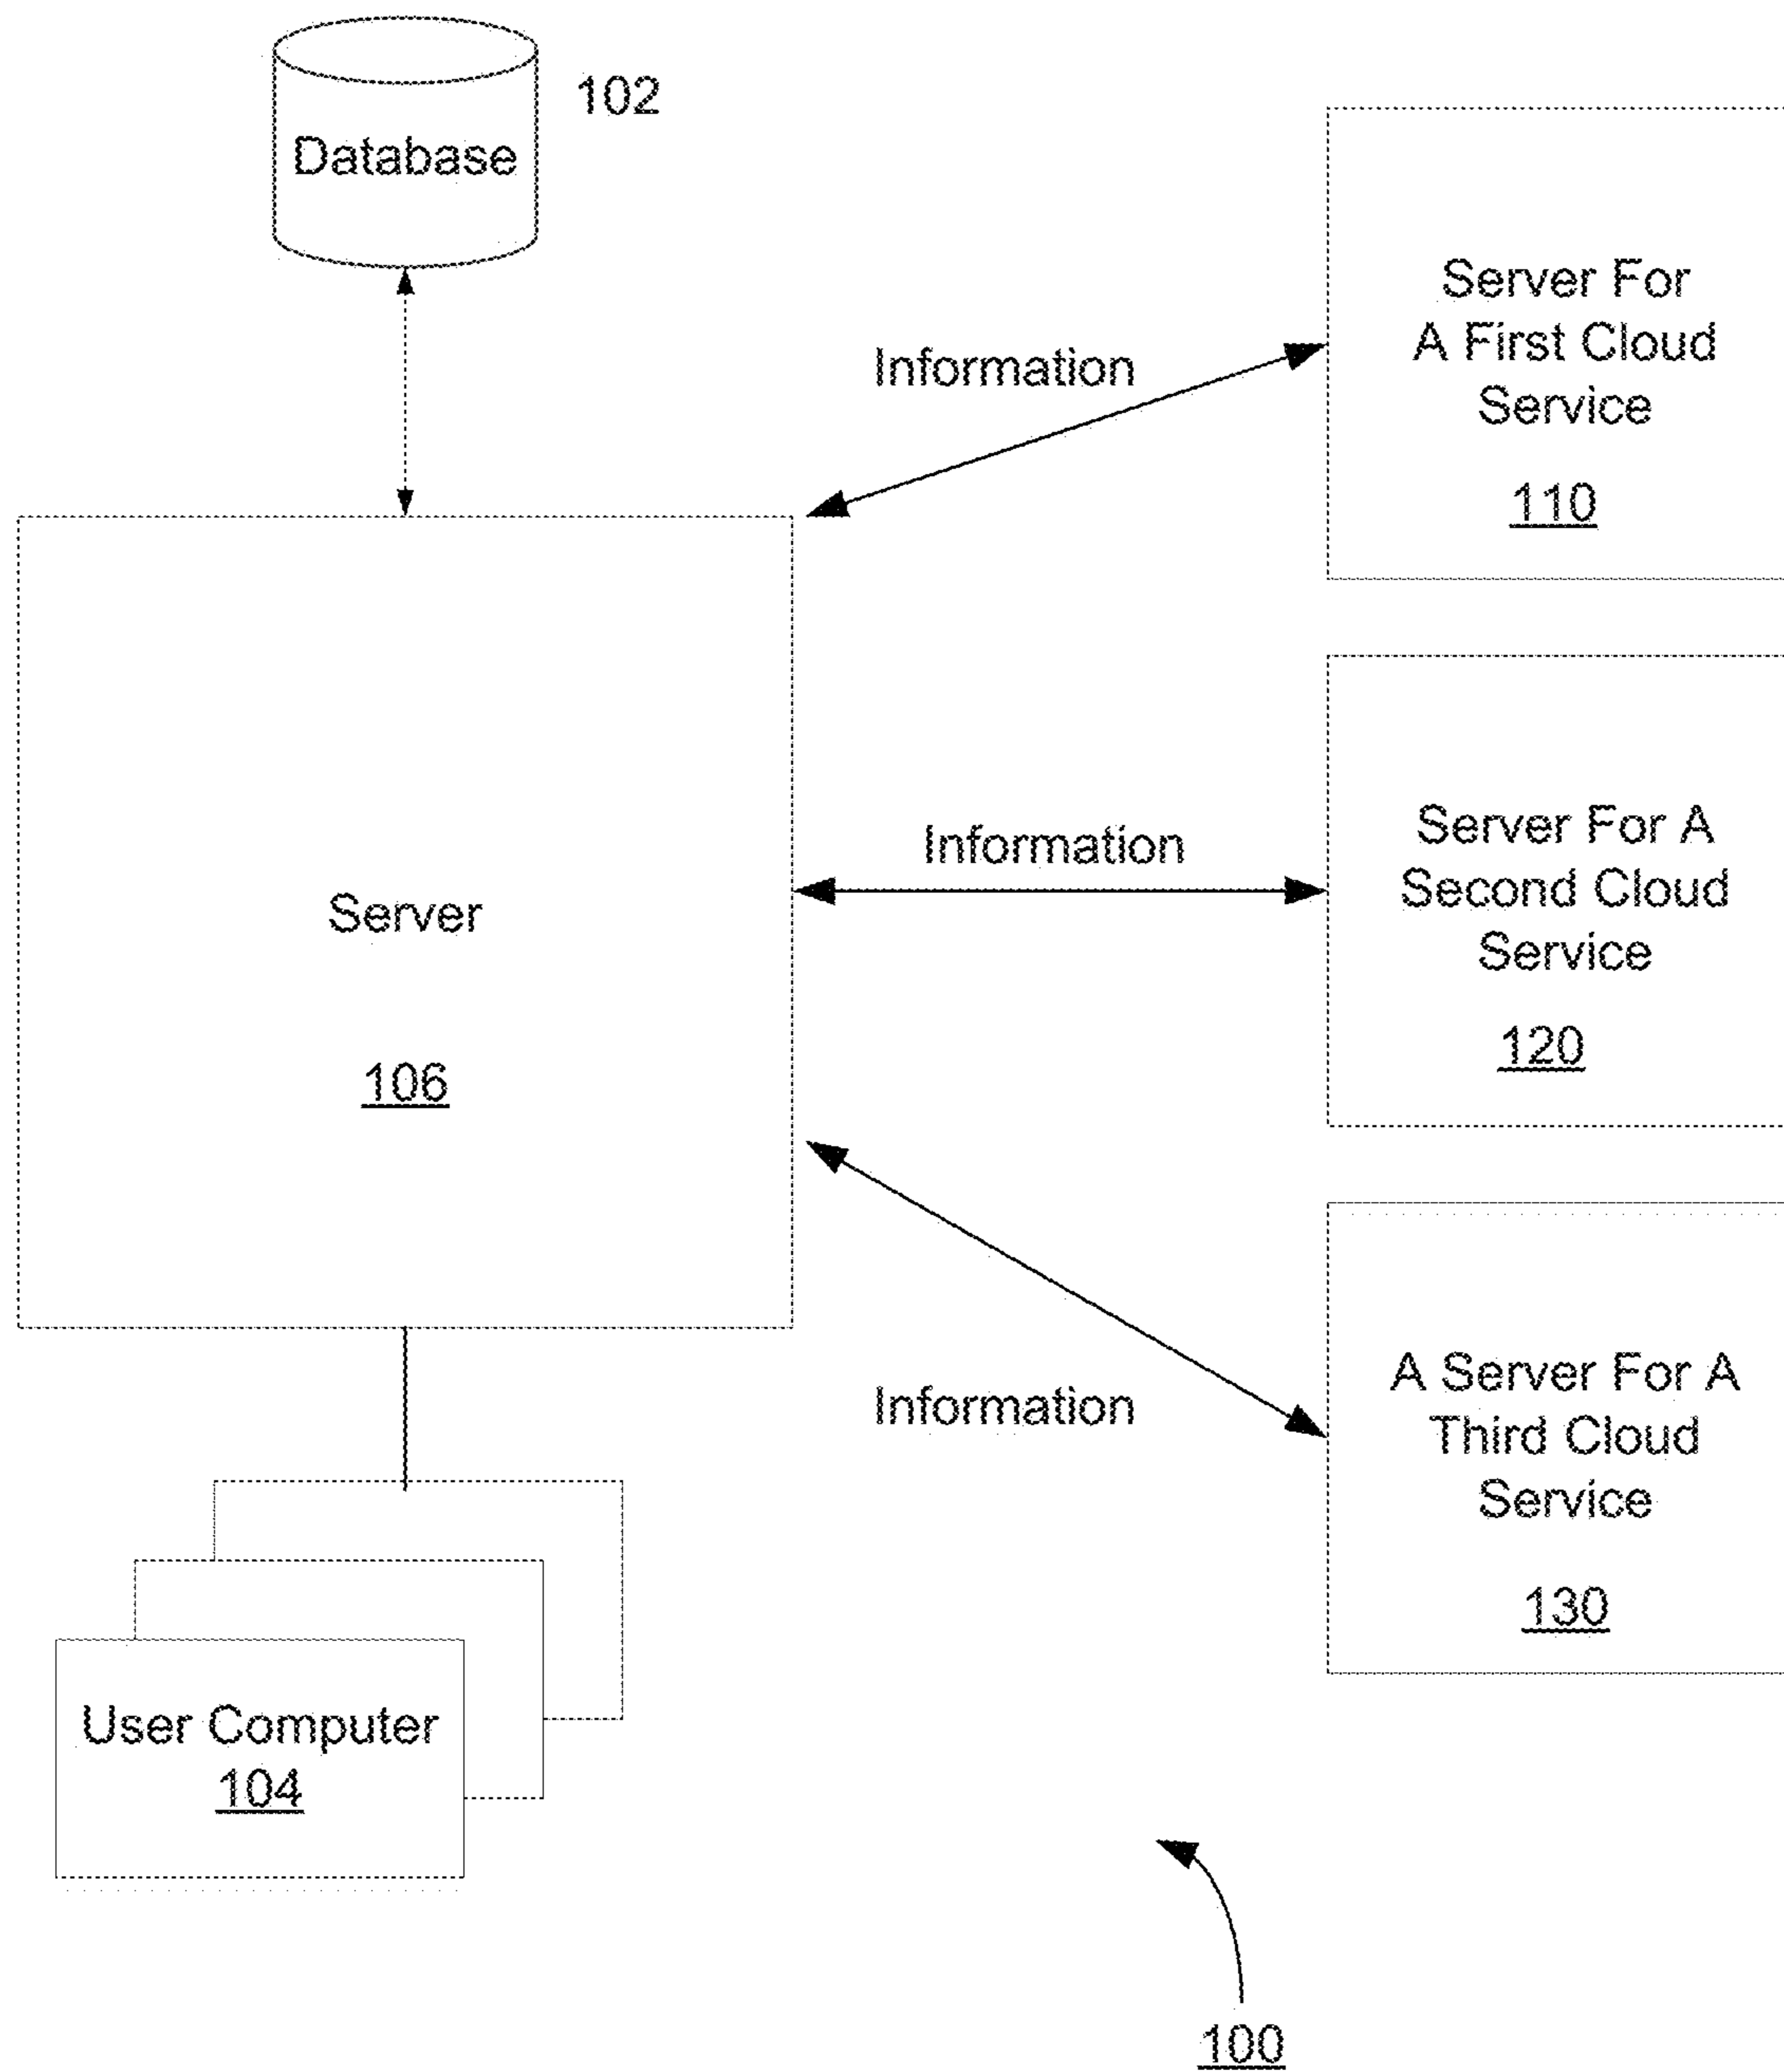 102
Database
Server For
A First Cloud
Service
110
Information
Server
106
Information
Server For A
Second Cloud
Service
120
Information
A Server For A
Third Cloud
Service
130
User Computer
104
100